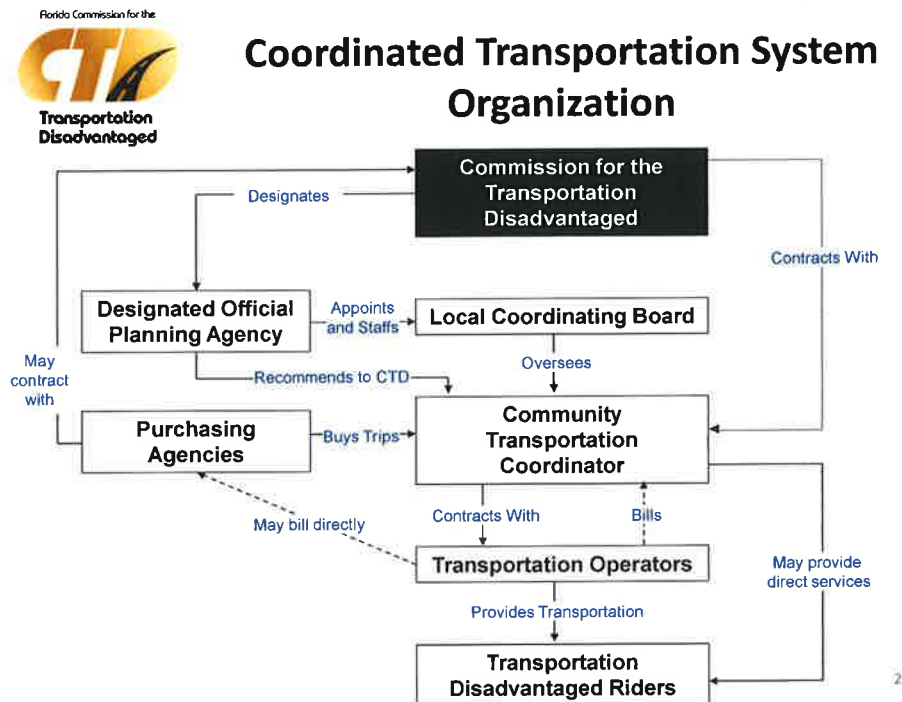 Florida Commission for the
CTD
Transportation
Disadvantaged
Coordinated Transportation System
Organization
Commission for the
Transportation
Disadvantaged
Designates
Contracts With
Designated Official
Planning Agency
Appoints
and Staffs
Local Coordinating Board
May
contract
with
Recommends to CTD
Oversees
Purchasing
Agencies
Buys Trips
Community
Transportation
Coordinator
May bill directly
Contracts With
Bills
Transportation Operators
May provide
direct services
Provides Transportation
Transportation
Disadvantaged Riders
2